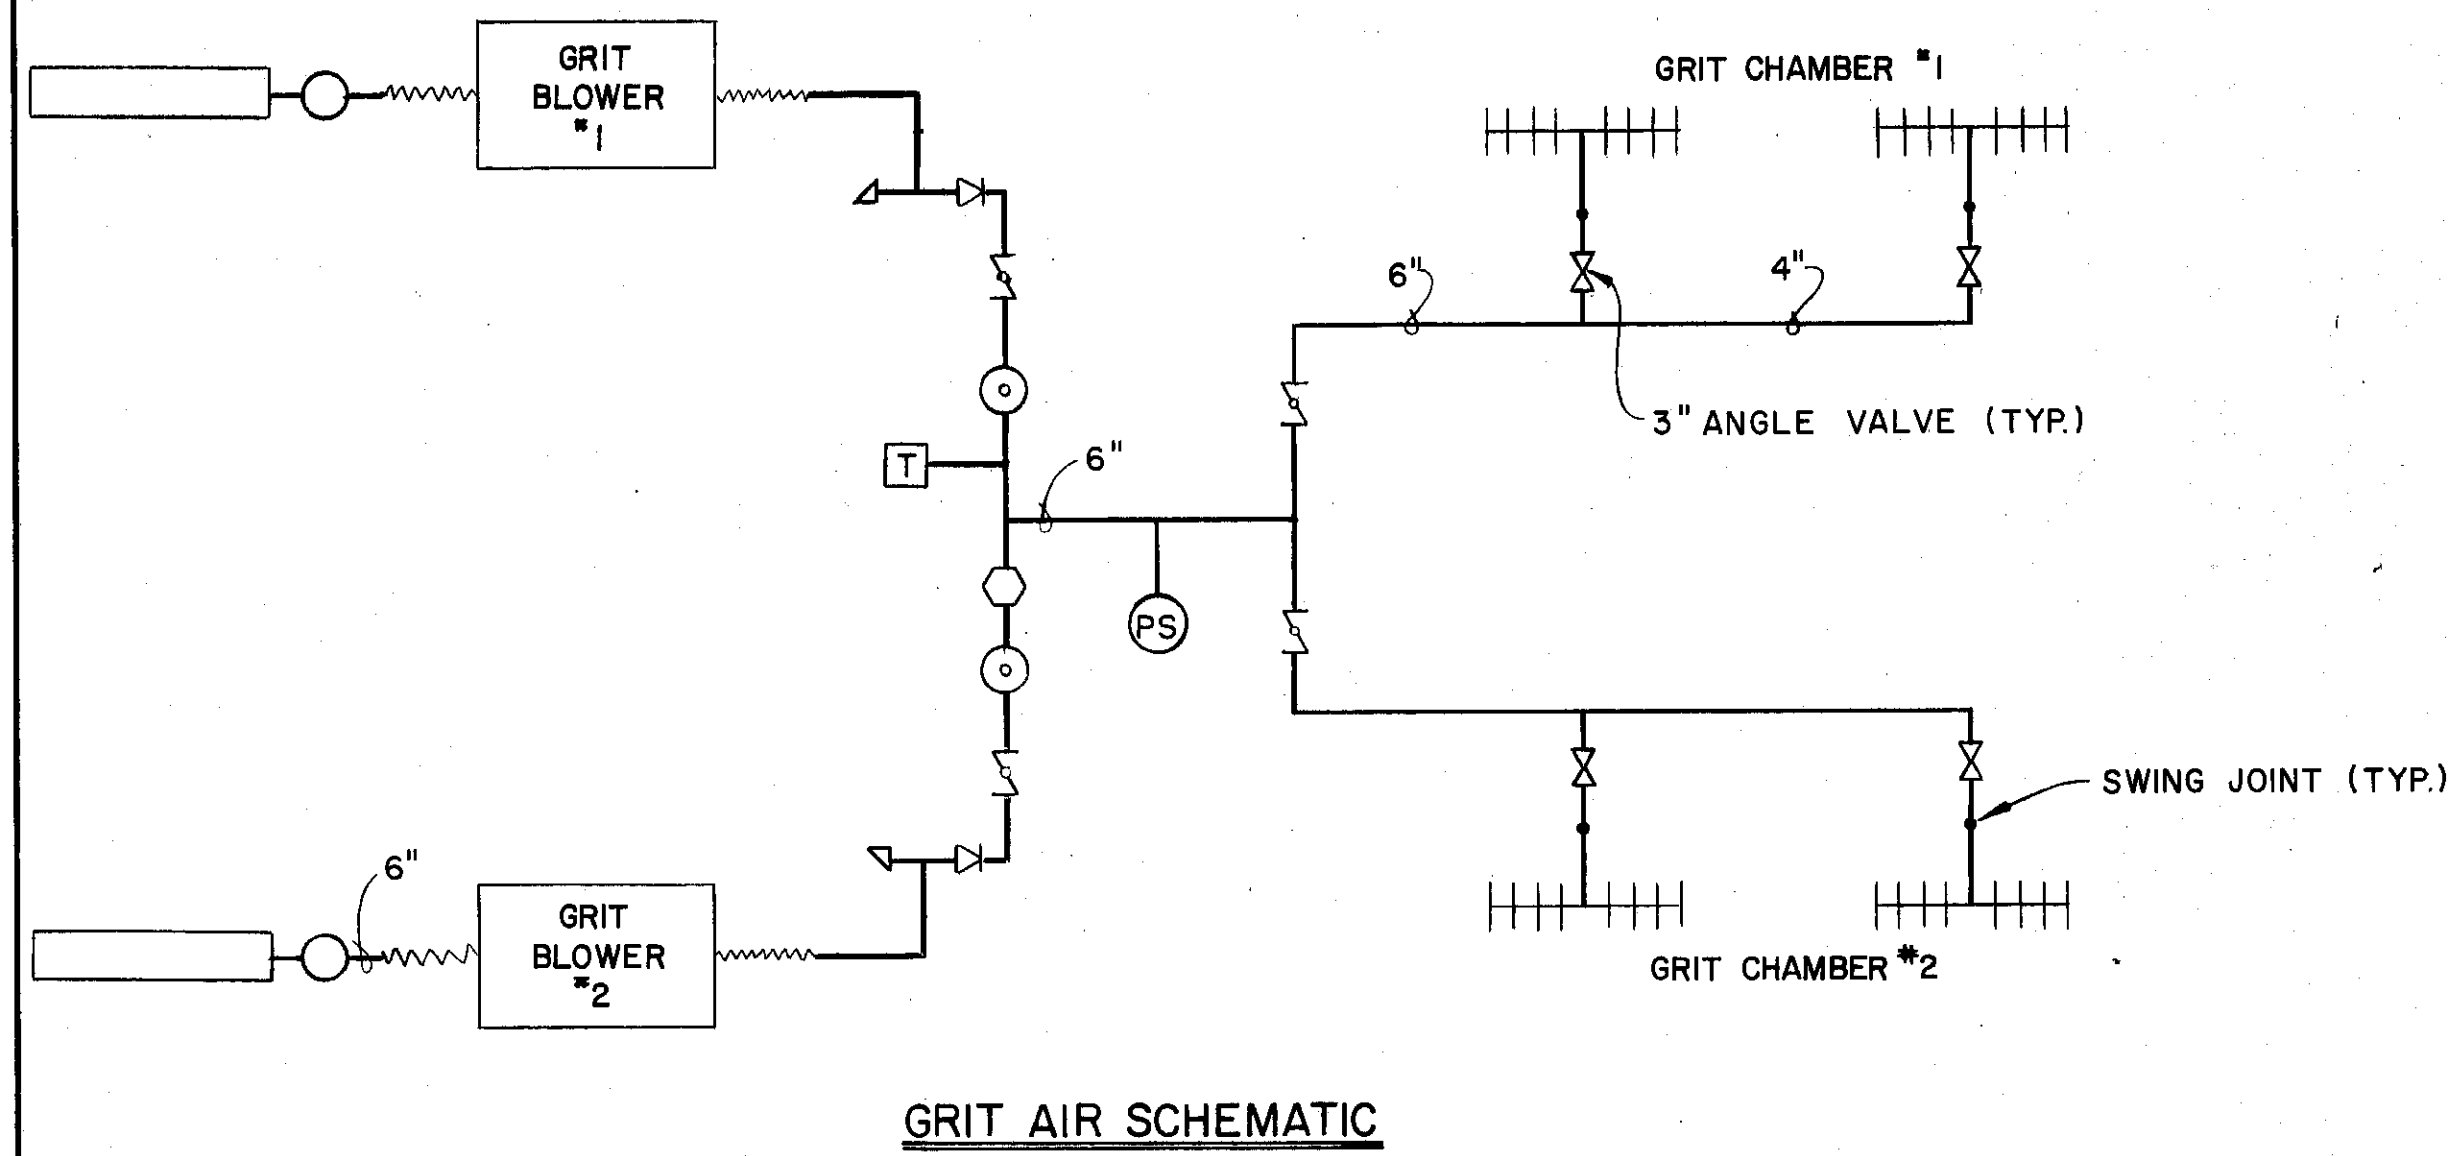 GRIT
BLOWER
#1
GRIT CHAMBER #1
6"
4"
3" ANGLE VALVE (TYP.)
T
6"
PS
SWING JOINT (TYP.)
6"
GRIT
BLOWER
#2
GRIT CHAMBER #2
GRIT AIR SCHEMATIC